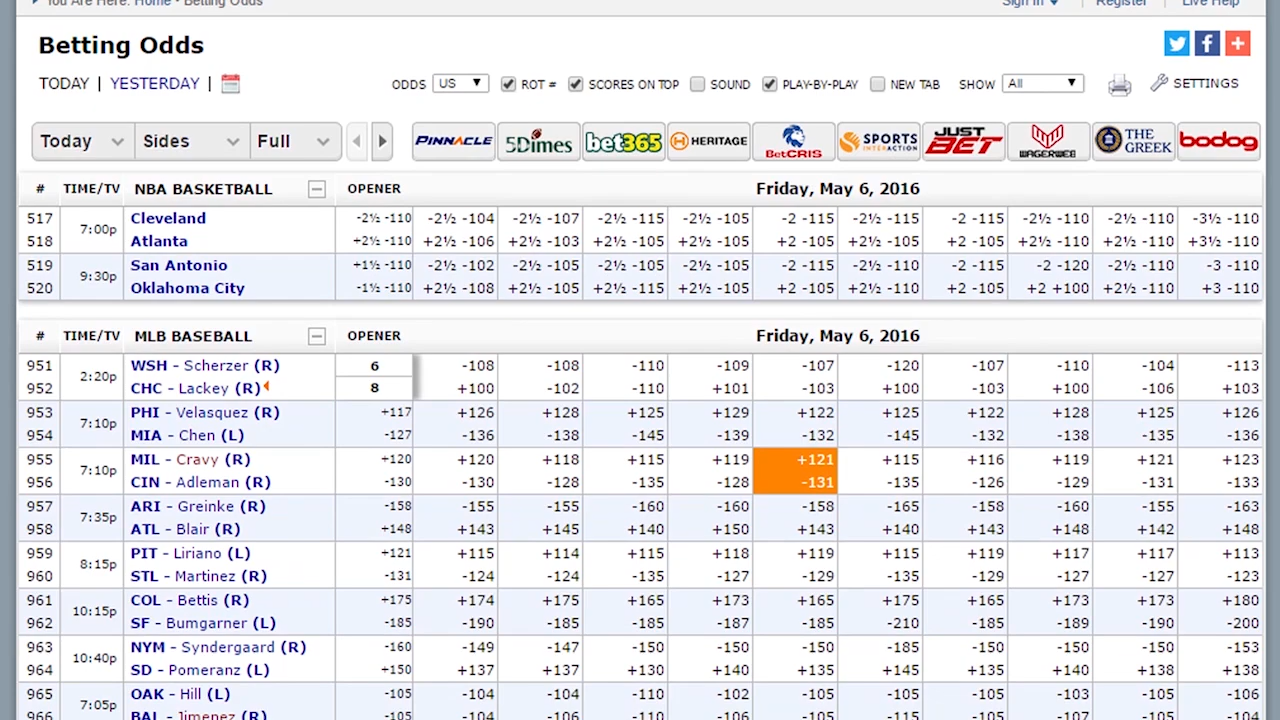 You Are Here: Home • Betting Odds Sign In Register Live Help
Betting Odds
TODAY | YESTERDAY | ODDS US ROT # SCORES ON TOP SOUND PLAY-BY-PLAY NEW TAB SHOW All SETTINGS
Today Sides Full PINNACLE 5Dimes bet365 HERITAGE BetCRIS SPORTS INTERACTION JUST BET WAGERWEB THE GREEK bodog
# TIME/TV NBA BASKETBALL OPENER Friday, May 6, 2016
517 7:00p Cleveland -2½ -110 -2½ -104 -2½ -107 -2½ -115 -2½ -105 -2 -115 -2½ -105 -2 -115 -2½ -110 -2½ -110 -3½ -110
518 Atlanta +2½ -110 +2½ -106 +2½ -103 +2½ -105 +2½ -105 +2 -105 +2½ -115 +2 -105 +2½ -110 +2½ -110 +3½ -110
519 9:30p San Antonio +1½ -110 -2½ -102 -2½ -105 -2½ -105 -2½ -105 -2 -115 -2½ -110 -2 -115 -2 -120 -2½ -110 -3 -110
520 Oklahoma City -1½ -110 +2½ -108 +2½ -105 +2½ -115 +2½ -105 +2 -105 +2½ -110 +2 -105 +2 +100 +2½ -110 +3 -110
# TIME/TV MLB BASEBALL OPENER Friday, May 6, 2016
951 2:20p WSH - Scherzer (R) 6 -108 -108 -110 -109 -107 -120 -107 -110 -104 -113
952 CHC - Lackey (R) 8 +100 -102 -110 +101 -103 +100 -103 +100 -106 +103
953 7:10p PHI - Velasquez (R) +117 +126 +128 +125 +129 +122 +125 +122 +128 +125 +126
954 MIA - Chen (L) -127 -136 -138 -145 -139 -132 -145 -132 -138 -135 -136
955 7:10p MIL - Cravy (R) +120 +120 +118 +115 +119 +121 +115 +116 +119 +121 +123
956 CIN - Adleman (R) -130 -130 -128 -135 -128 -131 -135 -126 -129 -131 -133
957 7:35p ARI - Greinke (R) -158 -155 -155 -160 -160 -158 -165 -158 -160 -155 -163
958 ATL - Blair (R) +148 +143 +145 +140 +150 +143 +140 +143 +148 +142 +148
959 8:15p PIT - Liriano (L) +121 +115 +114 +115 +118 +119 +115 +119 +117 +117 +113
960 STL - Martinez (R) -131 -124 -124 -135 -127 -129 -135 -129 -127 -127 -123
961 10:15p COL - Bettis (R) +175 +174 +175 +165 +173 +165 +175 +165 +173 +173 +180
962 SF - Bumgarner (L) -185 -190 -185 -185 -187 -185 -210 -185 -189 -190 -200
963 10:40p NYM - Syndergaard (R) -160 -149 -147 -150 -150 -150 -185 -150 -150 -150 -153
964 SD - Pomeranz (L) +150 +137 +137 +130 +140 +135 +145 +135 +140 +138 +138
965 7:05p OAK - Hill (L) -105 -104 -104 -110 -102 -105 -105 -105 -103 -105 -106
966 BAL - Jimenez (R) -105 -104 -106 -110 -108 -105 -115 -105 -107 -105 -104